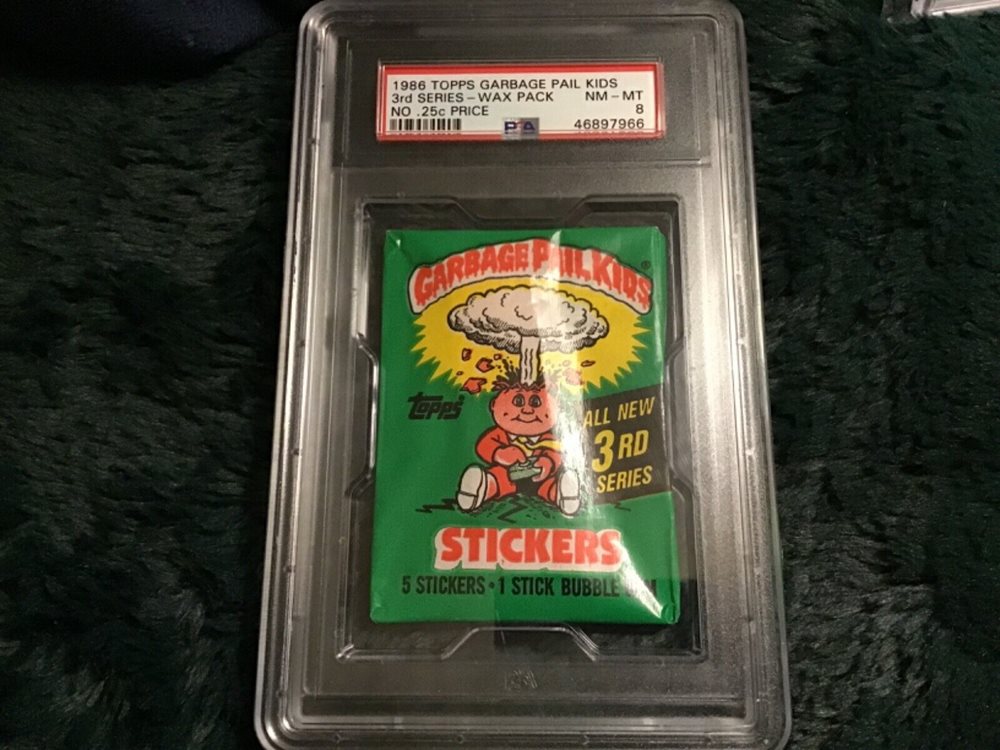 1986 TOPPS GARBAGE PAIL KIDS
3rd SERIES - WAX PACK NM - MT
NO .25c PRICE 8
PSA 46897966
GARBAGE PAIL KIDS®
topps
ALL NEW
3RD
SERIES
STICKERS
5 STICKERS • 1 STICK BUBBLE